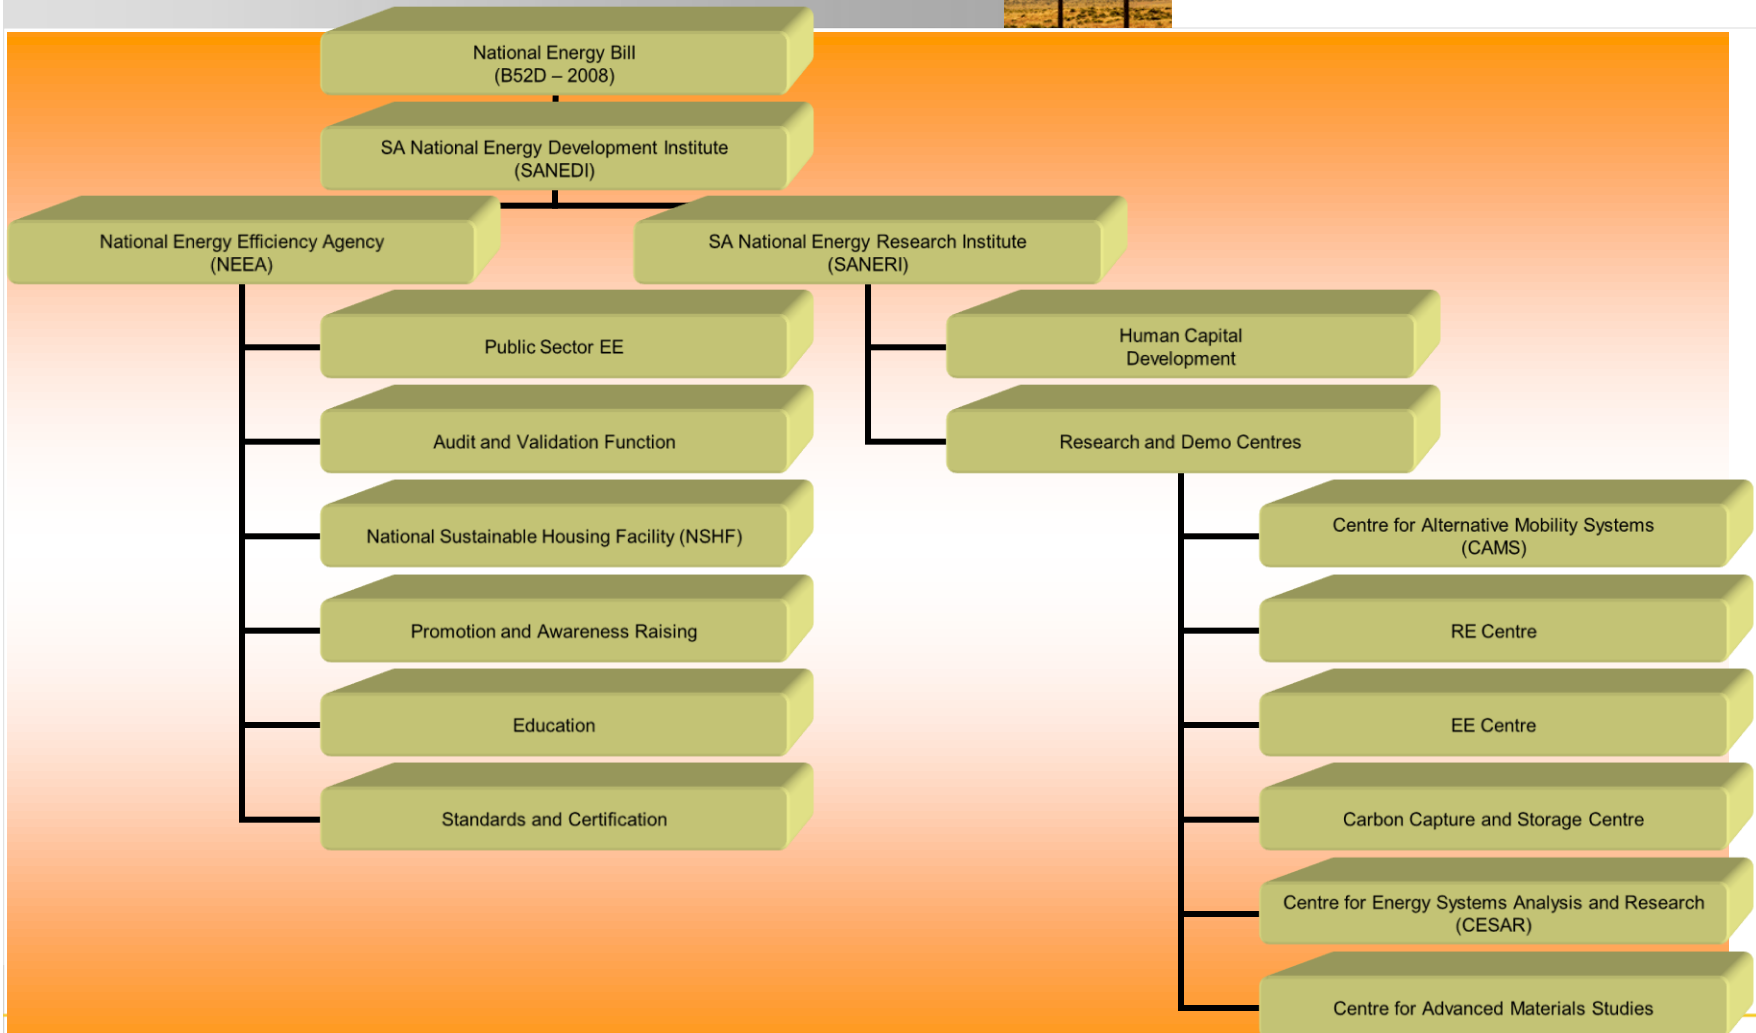 National Energy Bill
(B52D – 2008)
SA National Energy Development Institute
(SANEDI)
National Energy Efficiency Agency
(NEEA)
SA National Energy Research Institute
(SANERI)
Public Sector EE
Audit and Validation Function
National Sustainable Housing Facility (NSHF)
Promotion and Awareness Raising
Education
Standards and Certification
Human Capital
Development
Research and Demo Centres
Centre for Alternative Mobility Systems
(CAMS)
RE Centre
EE Centre
Carbon Capture and Storage Centre
Centre for Energy Systems Analysis and Research
(CESAR)
Centre for Advanced Materials Studies